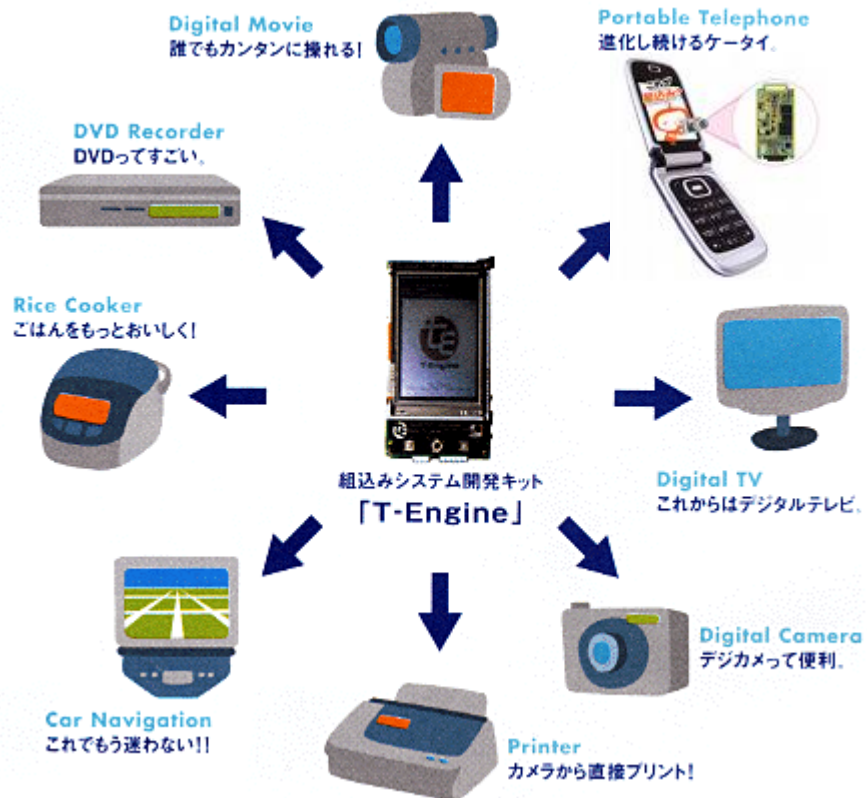 Digital Movie
誰でもカンタンに操れる!
Portable Telephone
進化し続けるケータイ。
組込み
DVD Recorder
DVDってすごい。
Rice Cooker
ごはんをもっとおいしく!
T-Engine
組込みシステム開発キット
「T-Engine」
Digital TV
これからはデジタルテレビ。
Digital Camera
デジカメって便利。
Car Navigation
これでもう迷わない!!
Printer
カメラから直接プリント!